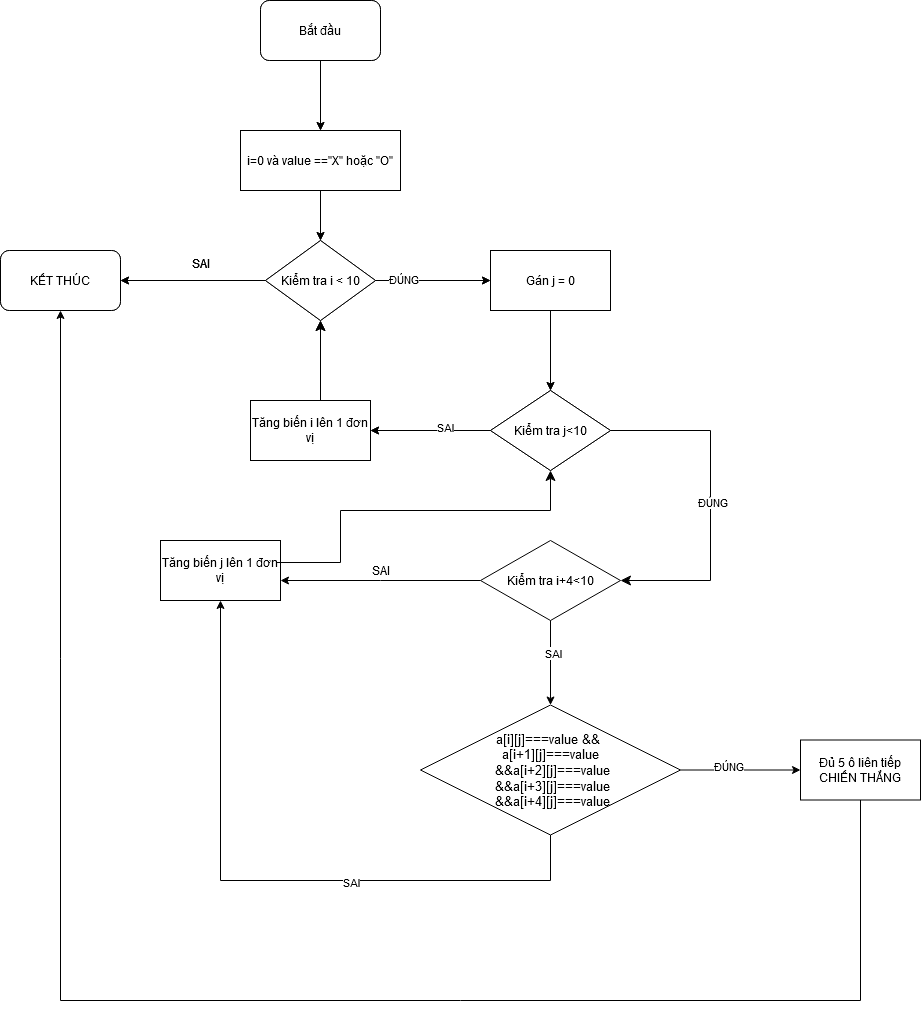 Bắt đầu
i=0 và value =="X" hoặc "O"
SAI
KẾT THÚC
Kiểm tra i < 10
ĐÚNG
Gán j = 0
Tăng biến i lên 1 đơn
vị
SAI
Kiểm tra j<10
ĐÚNG
Tăng biến j lên 1 đơn
vị
SAI
Kiểm tra i+4<10
SAI
a[i][j]===value &&
a[i+1][j]===value
&&a[i+2][j]===value
&&a[i+3][j]===value
&&a[i+4][j]===value
ĐÚNG
Đủ 5 ô liên tiếp
CHIẾN THẮNG
SAI